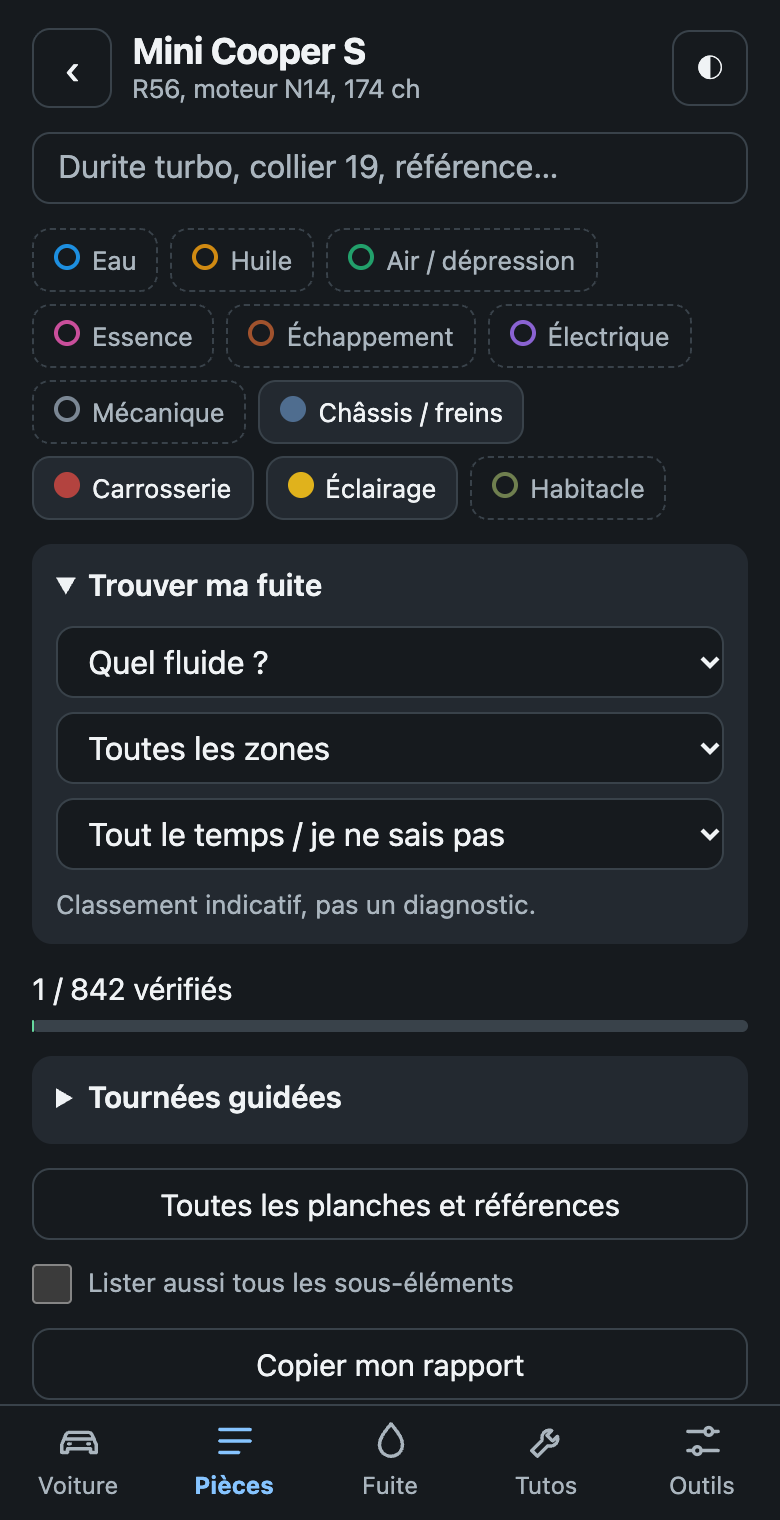 Mini Cooper S
R56, moteur N14, 174 ch
Durite turbo, collier 19, référence...
Eau
Huile
Air / dépression
Essence
Échappement
Électrique
Mécanique
Châssis / freins
Carrosserie
Éclairage
Habitacle
Trouver ma fuite
Quel fluide ?
Toutes les zones
Tout le temps / je ne sais pas
Classement indicatif, pas un diagnostic.
1 / 842 vérifiés
Tournées guidées
Toutes les planches et références
Lister aussi tous les sous-éléments
Copier mon rapport
Voiture
Pièces
Fuite
Tutos
Outils